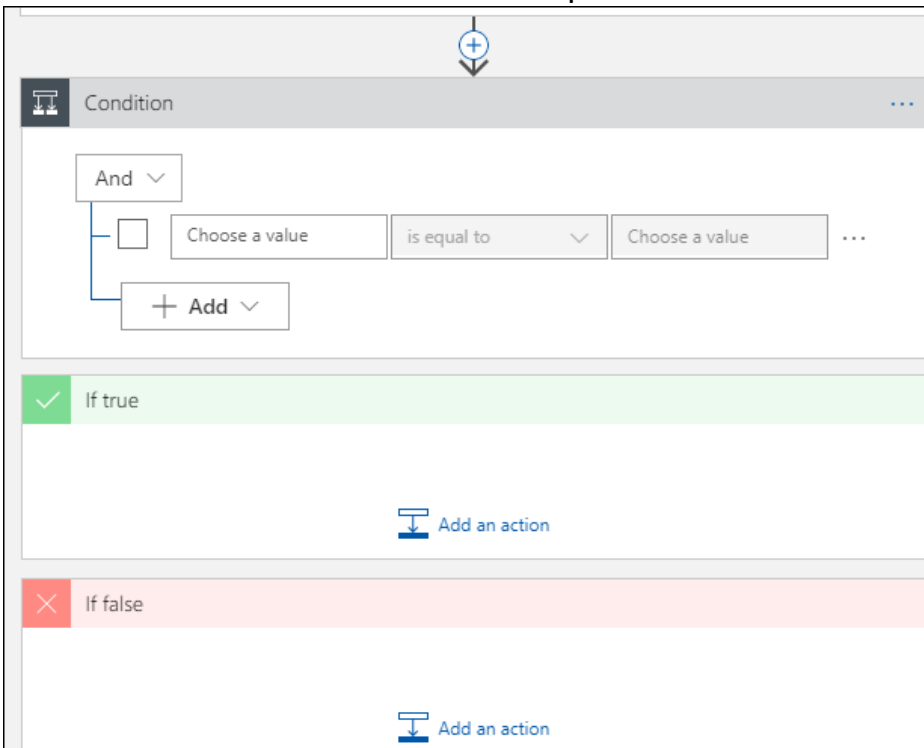 Condition
And
Choose a value is equal to Choose a value
Add
If true
Add an action
If false
Add an action